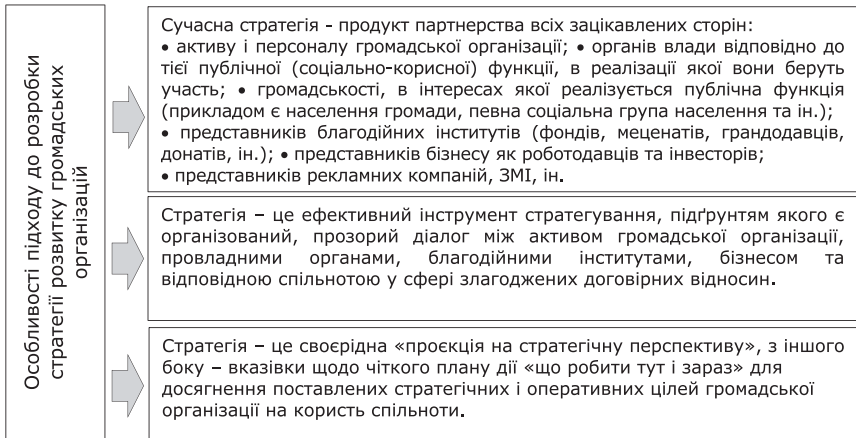 Особливості підходу до розробки
стратегії розвитку громадських
організацій
Сучасна стратегія - продукт партнерства всіх зацікавлених сторін:
• активу і персоналу громадської організації; • органів влади відповідно до
тієї публічної (соціально-корисної) функції, в реалізації якої вони беруть
участь; • громадськості, в інтересах якої реалізується публічна функція
(прикладом є населення громади, певна соціальна група населення та ін.);
• представників благодійних інститутів (фондів, меценатів, грандодавців,
донатів, ін.); • представників бізнесу як роботодавців та інвесторів;
• представників рекламних компаній, ЗМІ, ін.
Стратегія – це ефективний інструмент стратегування, підґрунтям якого є
організований, прозорий діалог між активом громадської організації,
провладними органами, благодійними інститутами, бізнесом та
відповідною спільнотою у сфері злагоджених договірних відносин.
Стратегія – це своєрідна «проєкція на стратегічну перспективу», з іншого
боку – вказівки щодо чіткого плану дії «що робити тут і зараз» для
досягнення поставлених стратегічних і оперативних цілей громадської
організації на користь спільноти.